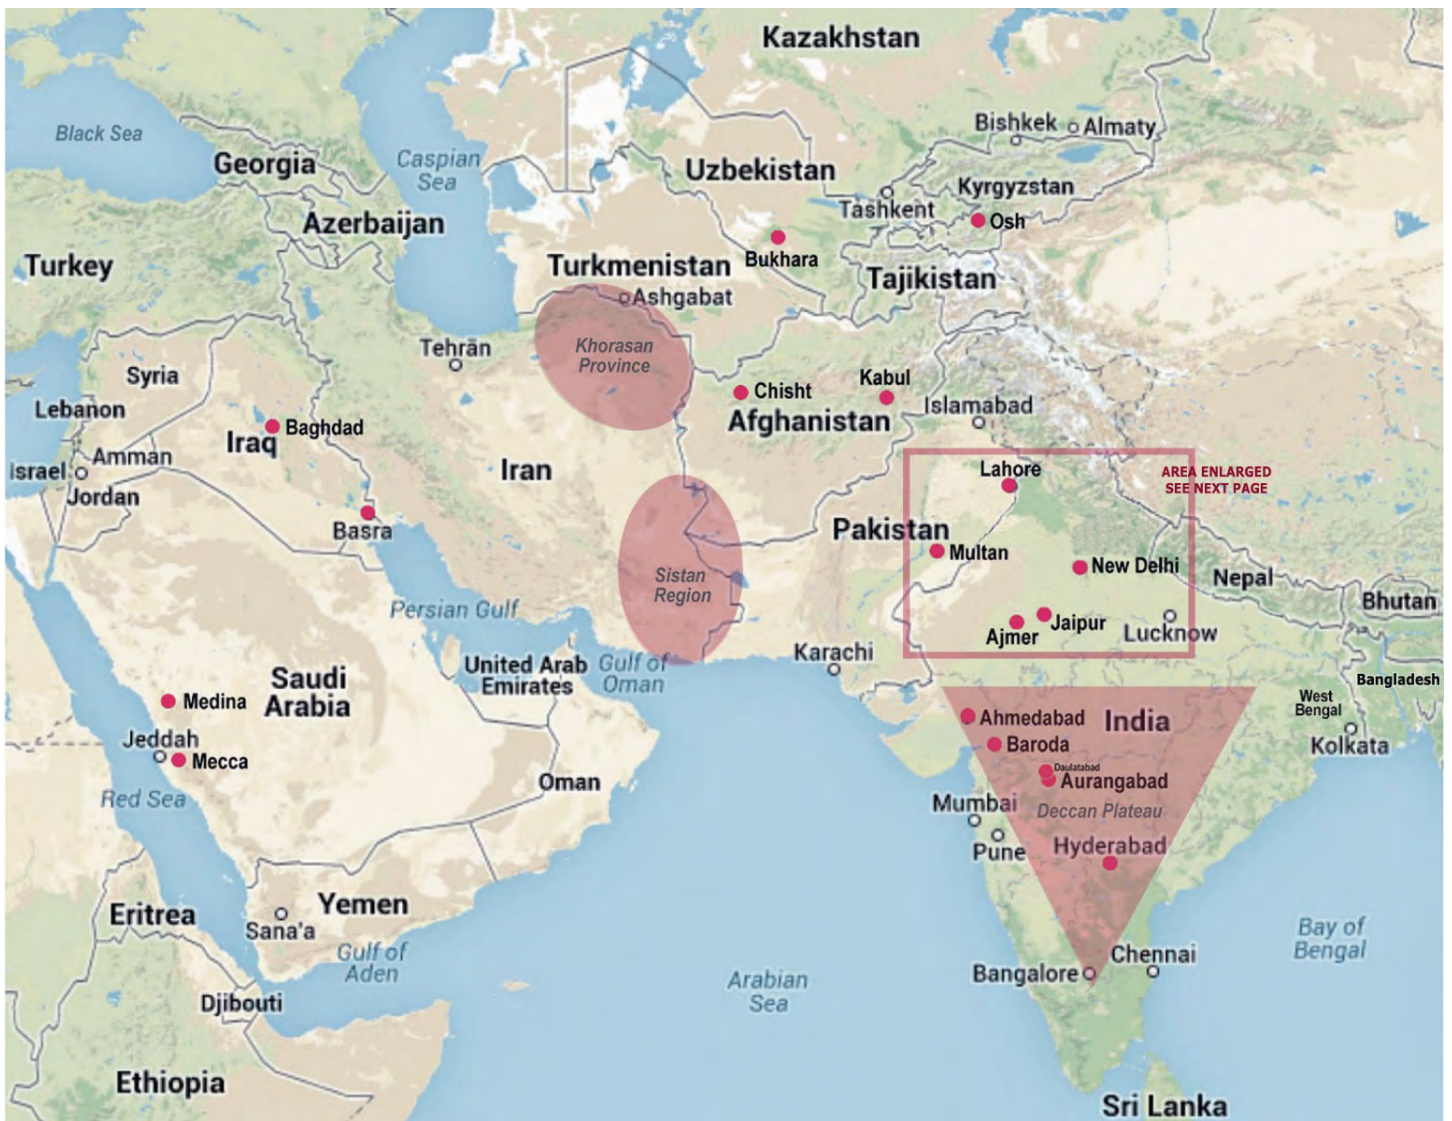 Kazakhstan
Black Sea
Georgia
Caspian
Sea
Bishkek
Almaty
Uzbekistan
Kyrgyzstan
Tashkent
Osh
Azerbaijan
Turkey
Bukhara
Turkmenistan
Tajikistan
Ashgabat
Tehrān
Khorasan
Province
Syria
Chisht
Kabul
Lebanon
Afghanistan
Islamabad
Baghdad
Iraq
Amman
Israel
Iran
Lahore
AREA ENLARGED
SEE NEXT PAGE
Jordan
Basra
Pakistan
Multan
New Delhi
Sistan
Region
Nepal
Bhutan
Persian Gulf
Jaipur
Ajmer
Lucknow
Karachi
United Arab
Emirates
Gulf of
Oman
Saudi
Arabia
Bangladesh
West
Bengal
Medina
Ahmedabad
India
Jeddah
Baroda
Kolkata
Mecca
Daulatabad
Aurangabad
Oman
Red Sea
Mumbai
Deccan Plateau
Pune
Hyderabad
Eritrea
Yemen
Sana'a
Gulf of
Aden
Bay of
Bengal
Chennai
Bangalore
Arabian
Sea
Djibouti
Ethiopia
Sri Lanka